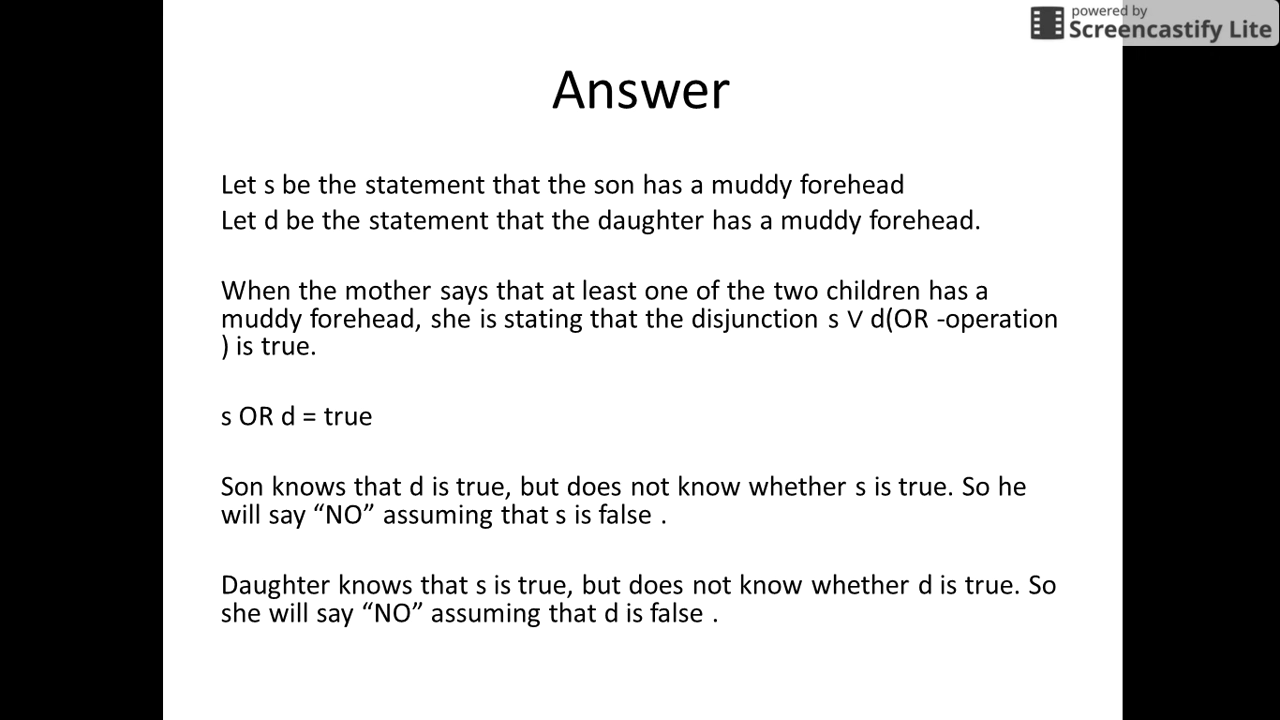 powered by
Screencastify Lite
Answer
Let s be the statement that the son has a muddy forehead
Let d be the statement that the daughter has a muddy forehead.
When the mother says that at least one of the two children has a
muddy forehead, she is stating that the disjunction s ∨ d(OR -operation
) is true.
s OR d = true
Son knows that d is true, but does not know whether s is true. So he
will say “NO” assuming that s is false .
Daughter knows that s is true, but does not know whether d is true. So
she will say “NO” assuming that d is false .